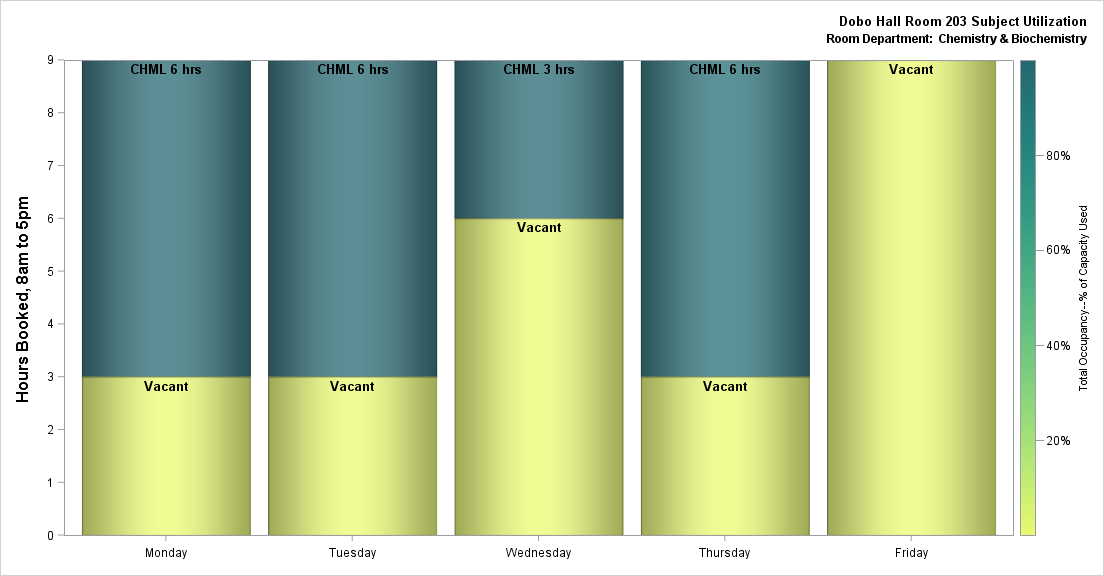 Dobo Hall Room 203 Subject Utilization
Room Department: Chemistry & Biochemistry
Hours Booked, 8am to 5pm
9
8
7
6
5
4
3
2
1
0
CHML 6 hrs
CHML 6 hrs
CHML 3 hrs
CHML 6 hrs
Vacant
Vacant
Vacant
Vacant
Vacant
Monday
Tuesday
Wednesday
Thursday
Friday
80%
60%
40%
20%
Total Occupancy--% of Capacity Used